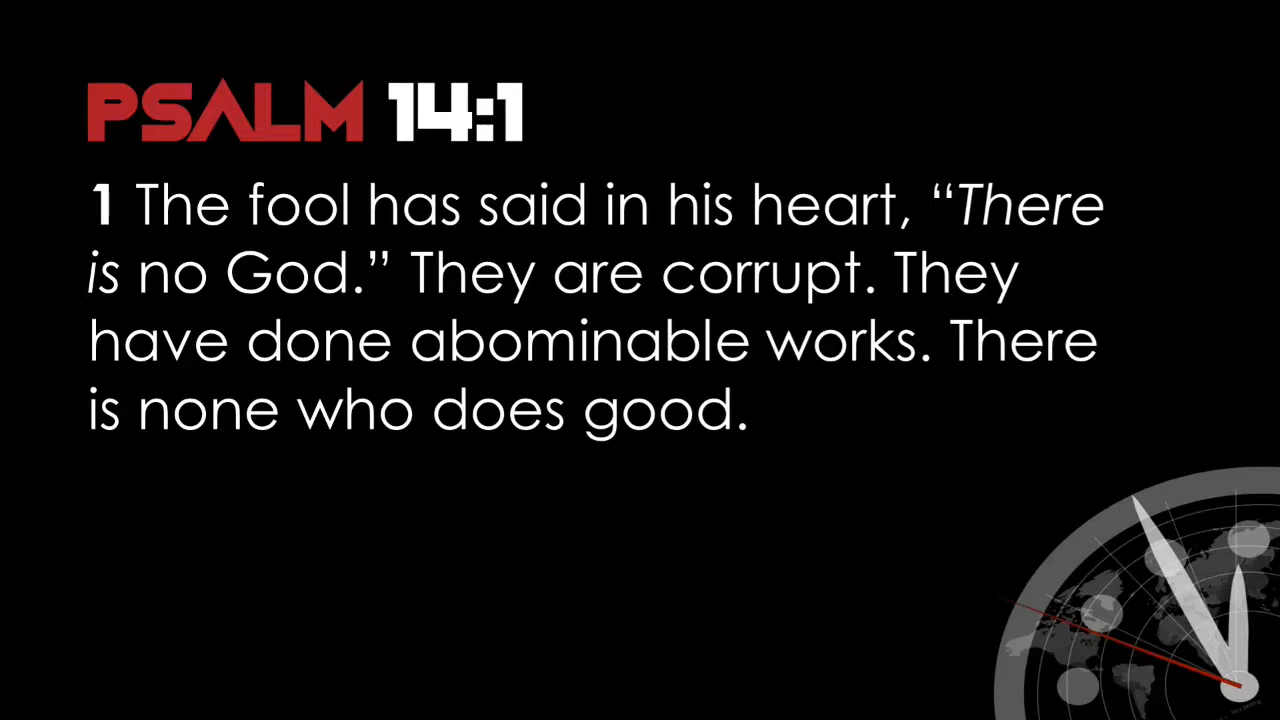 PSALM 14:1
1 The fool has said in his heart, “There
is no God.” They are corrupt. They
have done abominable works. There
is none who does good.